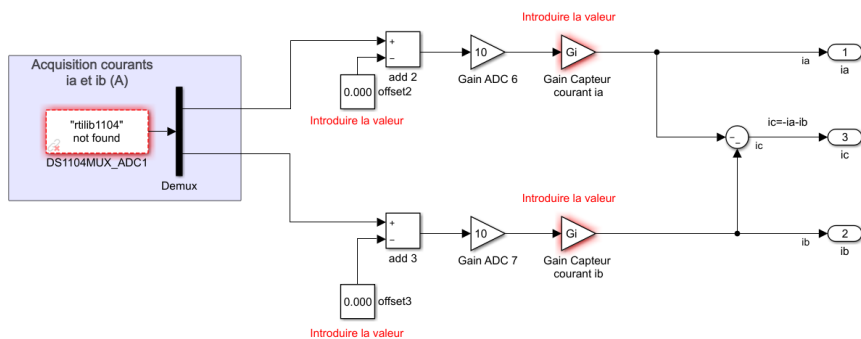 Introduire la valeur
Acquisition courants
ia et ib (A)
"rtilib1104"
not found
DS1104MUX_ADC1
Demux
+
−
add 2
0.000
offset2
Introduire la valeur
10
Gain ADC 6
Gi
Gain Capteur
courant ia
ia
1
ia
ic=-ia-ib
−
−
ic
3
ic
Introduire la valeur
+
−
add 3
0.000
offset3
Introduire la valeur
10
Gain ADC 7
Gi
Gain Capteur
courant ib
ib
2
ib